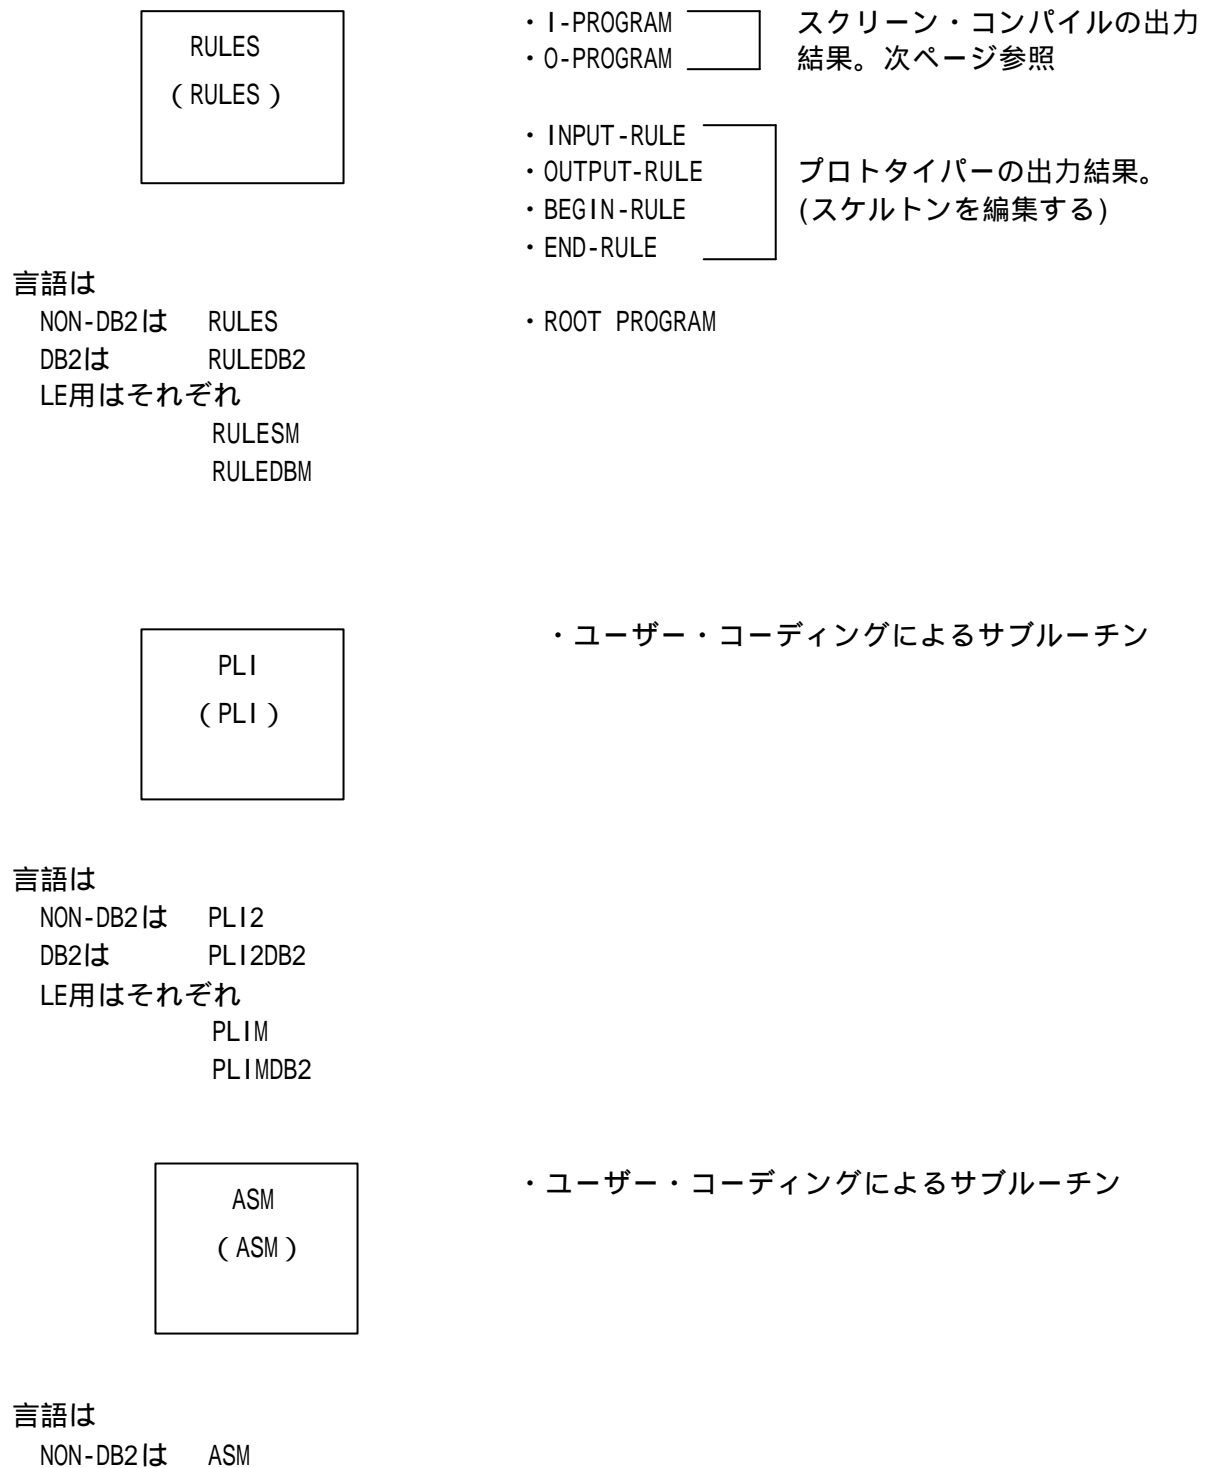 RULES
(RULES)
・I-PROGRAM
・O-PROGRAM
スクリーン・コンパイルの出力
結果。次ページ参照
・INPUT-RULE
・OUTPUT-RULE
・BEGIN-RULE
・END-RULE
プロトタイパーの出力結果。
(スケルトンを編集する)
言語は
NON-DB2は RULES
DB2は RULEDB2
LE用はそれぞれ
RULESM
RULEDBM
・ROOT PROGRAM
PLI
(PLI)
・ユーザー・コーディングによるサブルーチン
言語は
NON-DB2は PLI2
DB2は PLI2DB2
LE用はそれぞれ
PLIM
PLIMDB2
ASM
(ASM)
・ユーザー・コーディングによるサブルーチン
言語は
NON-DB2は ASM